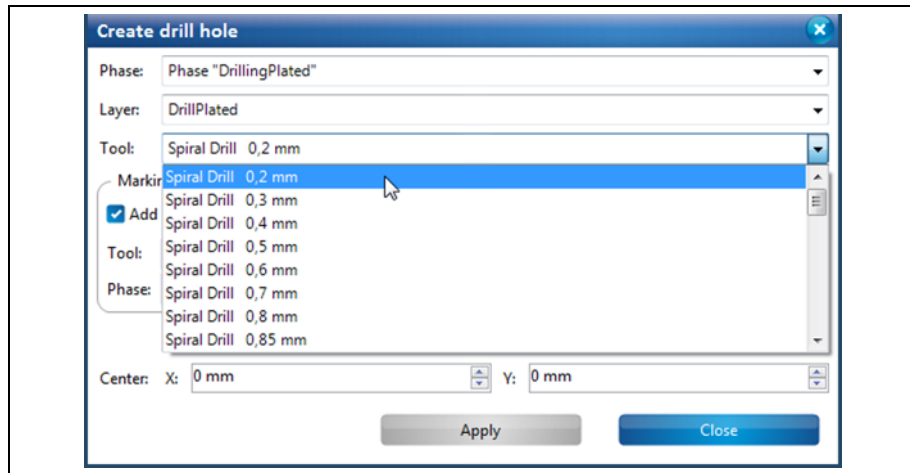 Create drill hole
Phase: Phase "DrillingPlated"
Layer: DrillPlated
Tool: Spiral Drill 0,2 mm
Spiral Drill 0,2 mm
Markin
Spiral Drill 0,3 mm
Add
Spiral Drill 0,4 mm
Tool: Spiral Drill 0,5 mm
Spiral Drill 0,6 mm
Phase: Spiral Drill 0,7 mm
Spiral Drill 0,8 mm
Spiral Drill 0,85 mm
Center: X: 0 mm Y: 0 mm
Apply Close